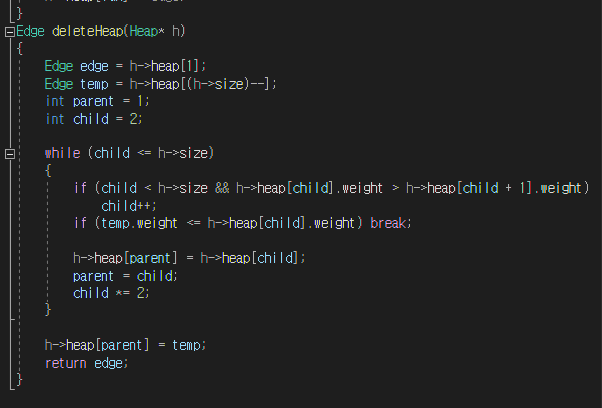 }
Edge deleteHeap(Heap* h)
{
Edge edge = h->heap[1];
Edge temp = h->heap[(h->size)--];
int parent = 1;
int child = 2;
while (child <= h->size)
{
if (child < h->size && h->heap[child].weight > h->heap[child + 1].weight)
child++;
if (temp.weight <= h->heap[child].weight) break;
h->heap[parent] = h->heap[child];
parent = child;
child *= 2;
}
h->heap[parent] = temp;
return edge;
}